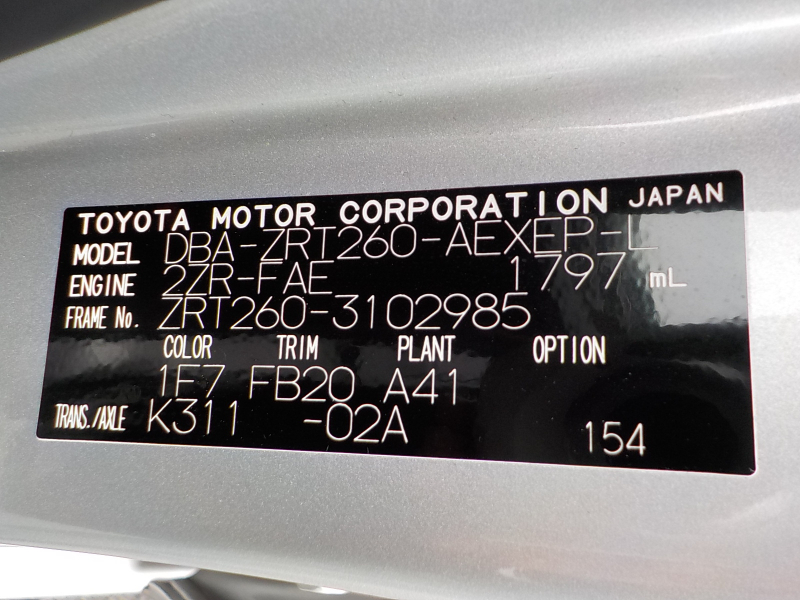 TOYOTA MOTOR CORPORATION JAPAN
MODEL DBA-ZRT260-AEXEP-L
ENGINE 2ZR-FAE 1797 mL
FRAME No. ZRT260-3102985
COLOR TRIM PLANT OPTION
1F7 FB20 A41
TRANS./AXLE K311 -02A 154